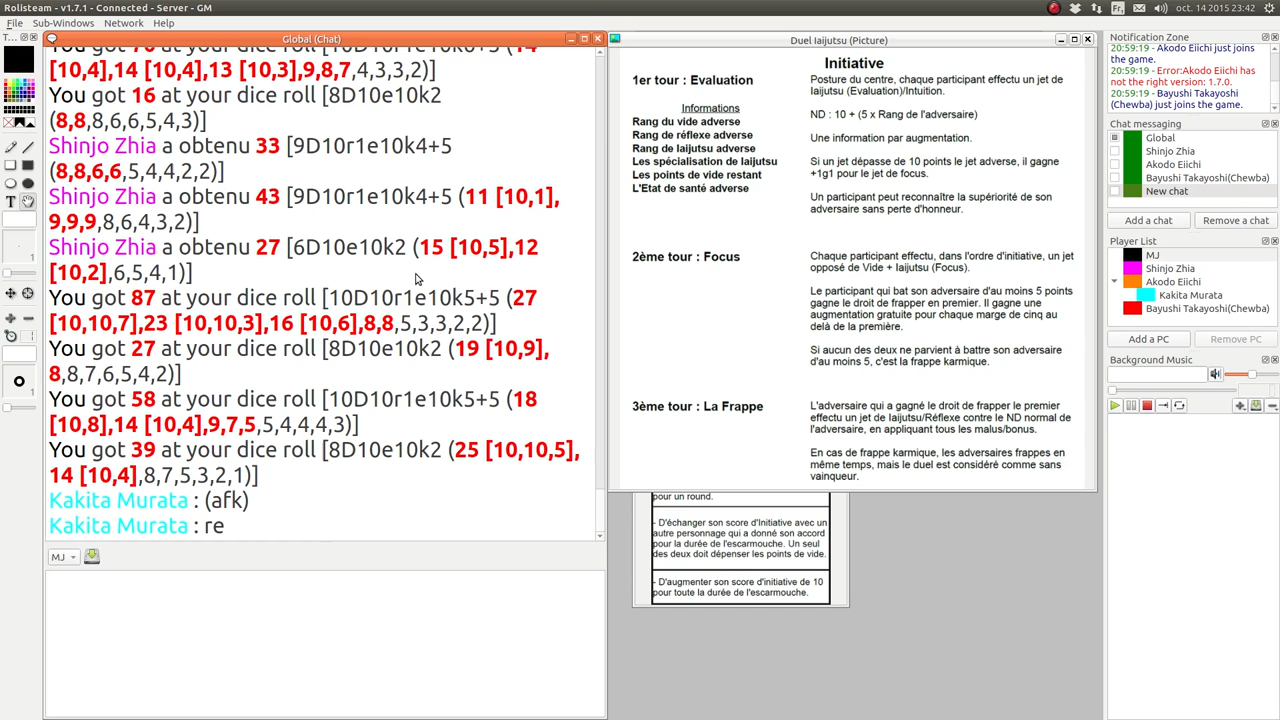 Rolisteam - v1.7.1 - Connected - Server - GM
Fr
oct. 14 2015 23:42
File Sub-Windows Network Help
T...
Global (Chat)
[10,4],14 [10,4],13 [10,3],9,8,7,4,3,3,2)]
You got 16 at your dice roll [8D10e10k2
(8,8,8,6,6,5,4,3)]
Shinjo Zhia a obtenu 33 [9D10r1e10k4+5
(8,8,6,6,5,4,4,2,2)]
Shinjo Zhia a obtenu 43 [9D10r1e10k4+5 (11 [10,1],
9,9,9,8,6,4,3,2)]
Shinjo Zhia a obtenu 27 [6D10e10k2 (15 [10,5],12
[10,2],6,5,4,1)]
You got 87 at your dice roll [10D10r1e10k5+5 (27
[10,10,7],23 [10,10,3],16 [10,6],8,8,5,3,3,2,2)]
You got 27 at your dice roll [8D10e10k2 (19 [10,9],
8,8,7,6,5,4,2)]
You got 58 at your dice roll [10D10r1e10k5+5 (18
[10,8],14 [10,4],9,7,5,5,4,4,4,3)]
You got 39 at your dice roll [8D10e10k2 (25 [10,10,5],
14 [10,4],8,7,5,3,2,1)]
Kakita Murata : (afk)
Kakita Murata : re
MJ
T
1
1
Duel Iaijutsu (Picture)
Initiative
1er tour : Evaluation
Informations
Rang du vide adverse
Rang de réflexe adverse
Rang de Iaijutsu adverse
Les spécialisation de Iaijutsu
Les points de vide restant
L'Etat de santé adverse
Posture du centre, chaque participant effectu un jet de
Iaijutsu (Evaluation)/Intuition.
ND : 10 + (5 x Rang de l'adversaire)
Une information par augmentation.
Si un jet dépasse de 10 points le jet adverse, il gagne
+1g1 pour le jet de focus.
Un participant peut reconnaître la supériorité de son
adversaire sans perte d'honneur.
2ème tour : Focus
Chaque participant effectu, dans l'ordre d'initiative, un jet
opposé de Vide + Iaijutsu (Focus).
Le participant qui bat son adversaire d'au moins 5 points
gagne le droit de frapper en premier. Il gagne une
augmentation gratuite pour chaque marge de cinq au
delà de la première.
Si aucun des deux ne parvient à battre son adversaire
d'au moins 5, c'est la frappe karmique.
3ème tour : La Frappe
L'adversaire qui a gagné le droit de frapper le premier
effectu un jet de Iaijutsu/Réflexe contre le ND normal de
l'adversaire, en appliquant tous les malus/bonus.
En cas de frappe karmique, les adversaires frappes en
même temps, mais le duel est considéré comme sans
vainqueur.
pour un round.
- D'échanger son score d'Initiative avec un
autre personnage qui a donné son accord
pour la durée de l'escarmouche. Un seul
des deux doit dépenser les points de vide.
- D'augmenter son score d'initiative de 10
pour toute la durée de l'escarmouche.
Notification Zone
20:59:19 - Akodo Eiichi just joins
the game.
20:59:19 - Error:Akodo Eiichi has
not the right version: 1.7.0.
20:59:19 - Bayushi Takayoshi
(Chewba) just joins the game.
Chat messaging
Global
Shinjo Zhia
Akodo Eiichi
Bayushi Takayoshi(Chewba)
New chat
Add a chat
Remove a chat
Player List
MJ
Shinjo Zhia
Akodo Eiichi
Kakita Murata
Bayushi Takayoshi(Chewba)
Add a PC
Remove PC
Background Music